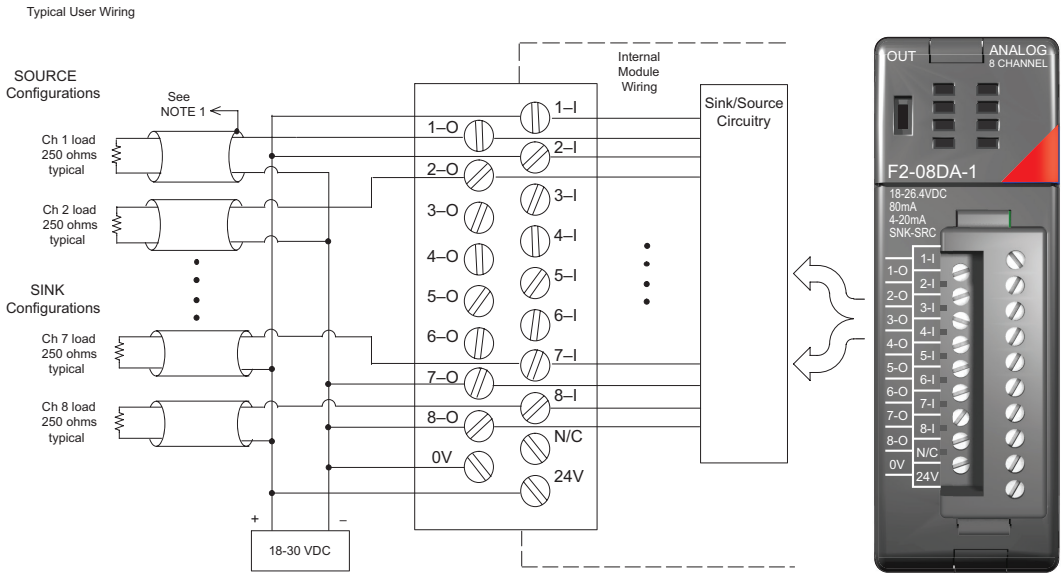 Typical User Wiring
SOURCE
Configurations
See
NOTE 1
Ch 1 load
250 ohms
typical
Ch 2 load
250 ohms
typical
SINK
Configurations
Ch 7 load
250 ohms
typical
Ch 8 load
250 ohms
typical
+
–
18-30 VDC
Internal
Module
Wiring
1–I
1–O
2–I
2–O
3–I
3–O
4–I
4–O
5–I
5–O
6–I
6–O
7–I
7–O
8–I
8–O
N/C
0V
24V
Sink/Source
Circuitry
OUT
ANALOG
8 CHANNEL
F2-08DA-1
18-26.4VDC
80mA
4-20mA
SNK-SRC
1-I
1-O
2-I
2-O
3-I
3-O
4-I
4-O
5-I
5-O
6-I
6-O
7-I
7-O
8-I
8-O
N/C
0V
24V